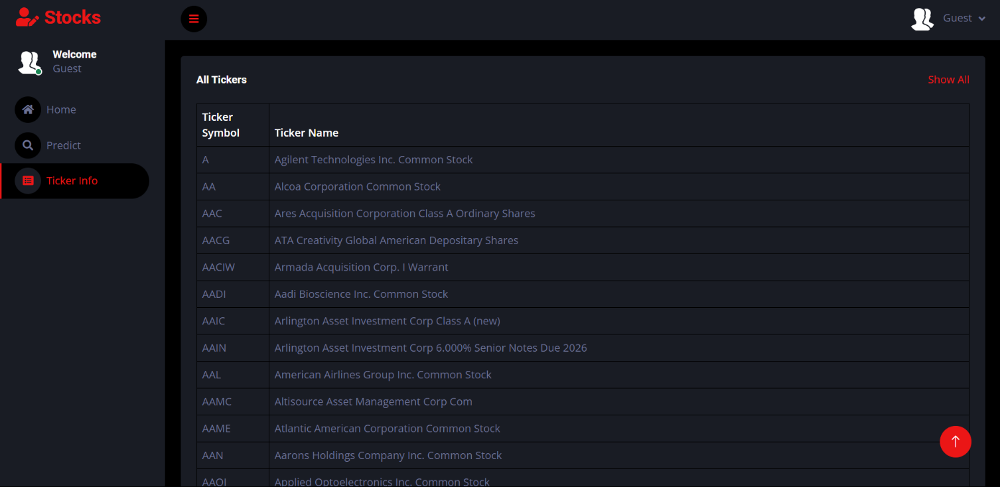 Stocks
Guest
Welcome
Guest
Home
Predict
Ticker Info
All Tickers
Show All
Ticker
Symbol
Ticker Name
A
Agilent Technologies Inc. Common Stock
AA
Alcoa Corporation Common Stock
AAC
Ares Acquisition Corporation Class A Ordinary Shares
AACG
ATA Creativity Global American Depositary Shares
AACIW
Armada Acquisition Corp. I Warrant
AADI
Aadi Bioscience Inc. Common Stock
AAIC
Arlington Asset Investment Corp Class A (new)
AAIN
Arlington Asset Investment Corp 6.000% Senior Notes Due 2026
AAL
American Airlines Group Inc. Common Stock
AAMC
Altisource Asset Management Corp Com
AAME
Atlantic American Corporation Common Stock
AAN
Aarons Holdings Company Inc. Common Stock
AAOI
Applied Optoelectronics Inc. Common Stock